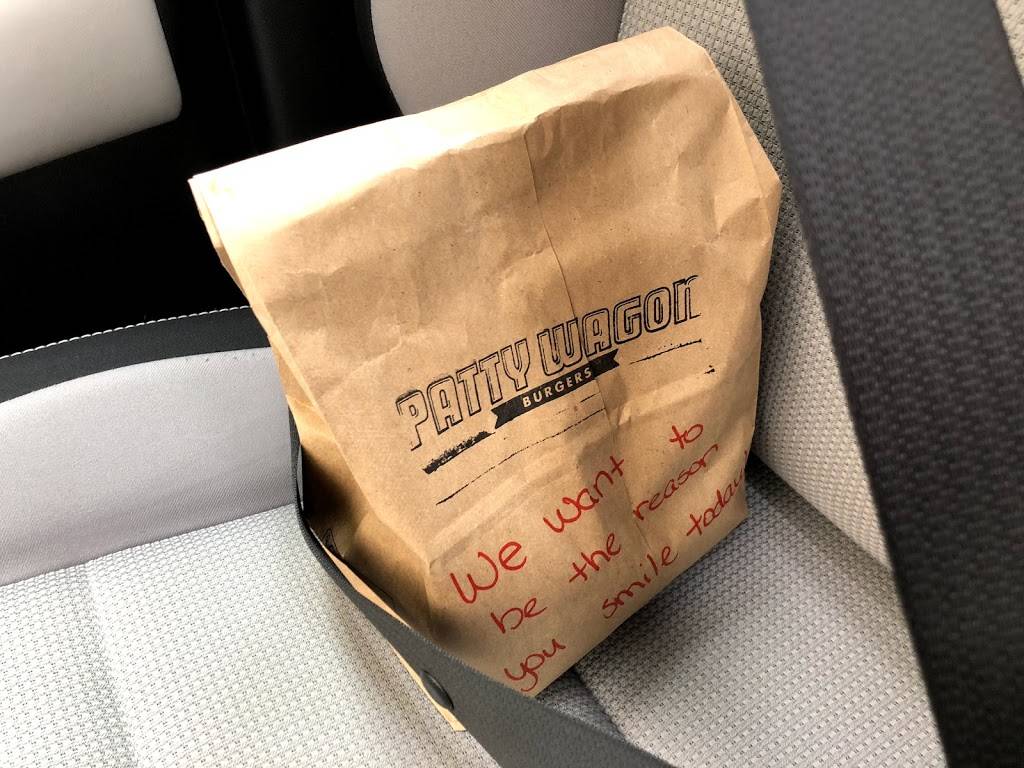 PATTY WAGON
BURGERS
We want to
be the reason
you smile today!